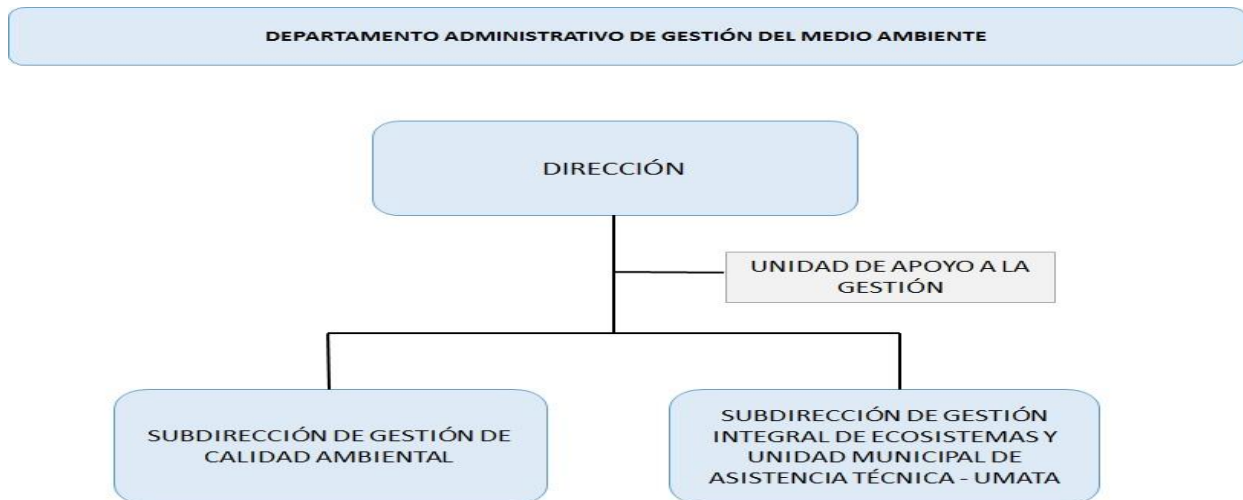 DEPARTAMENTO ADMINISTRATIVO DE GESTIÓN DEL MEDIO AMBIENTE
DIRECCIÓN
UNIDAD DE APOYO A LA
GESTIÓN
SUBDIRECCIÓN DE GESTIÓN DE
CALIDAD AMBIENTAL
SUBDIRECCIÓN DE GESTIÓN
INTEGRAL DE ECOSISTEMAS Y
UNIDAD MUNICIPAL DE
ASISTENCIA TÉCNICA - UMATA